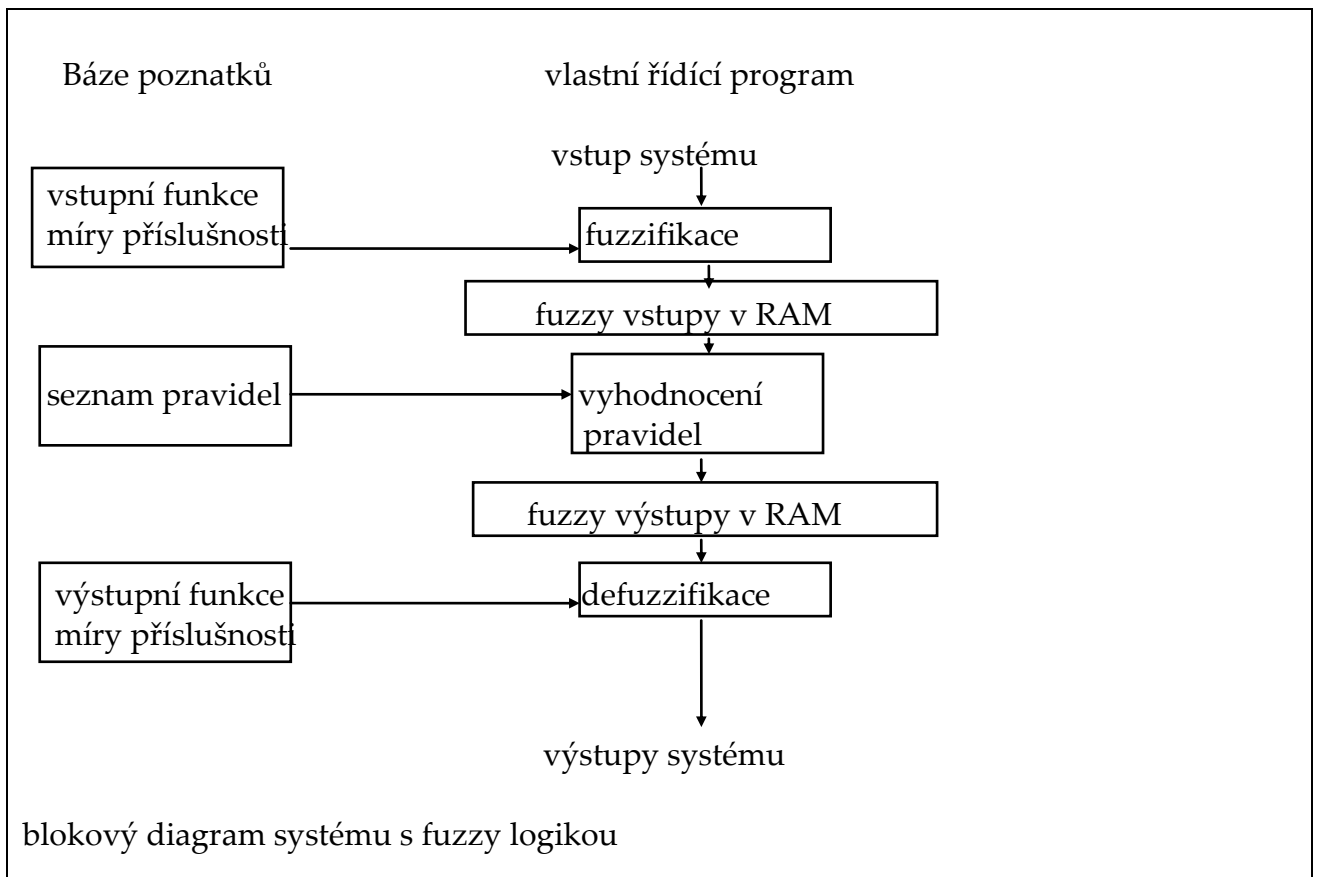 Báze poznatků
vlastní řídící program
vstup systému
vstupní funkce
míry příslušnosti
fuzzifikace
fuzzy vstupy v RAM
seznam pravidel
vyhodnocení
pravidel
fuzzy výstupy v RAM
výstupní funkce
míry příslušnosti
defuzzifikace
výstupy systému
blokový diagram systému s fuzzy logikou